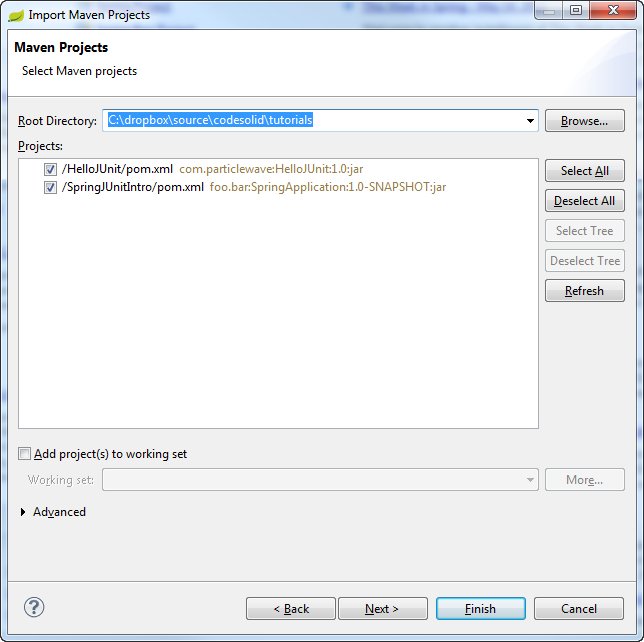 Import Maven Projects
Maven Projects
Select Maven projects
Root Directory: C:\dropbox\source\codesolid\tutorials Browse...
Projects:
/HelloJUnit/pom.xml com.particlewave:HelloJUnit:1.0:jar
/SpringJUnitIntro/pom.xml foo.bar:SpringApplication:1.0-SNAPSHOT:jar
Select All
Deselect All
Select Tree
Deselect Tree
Refresh
Add project(s) to working set
Working set: More...
Advanced
? < Back Next > Finish Cancel